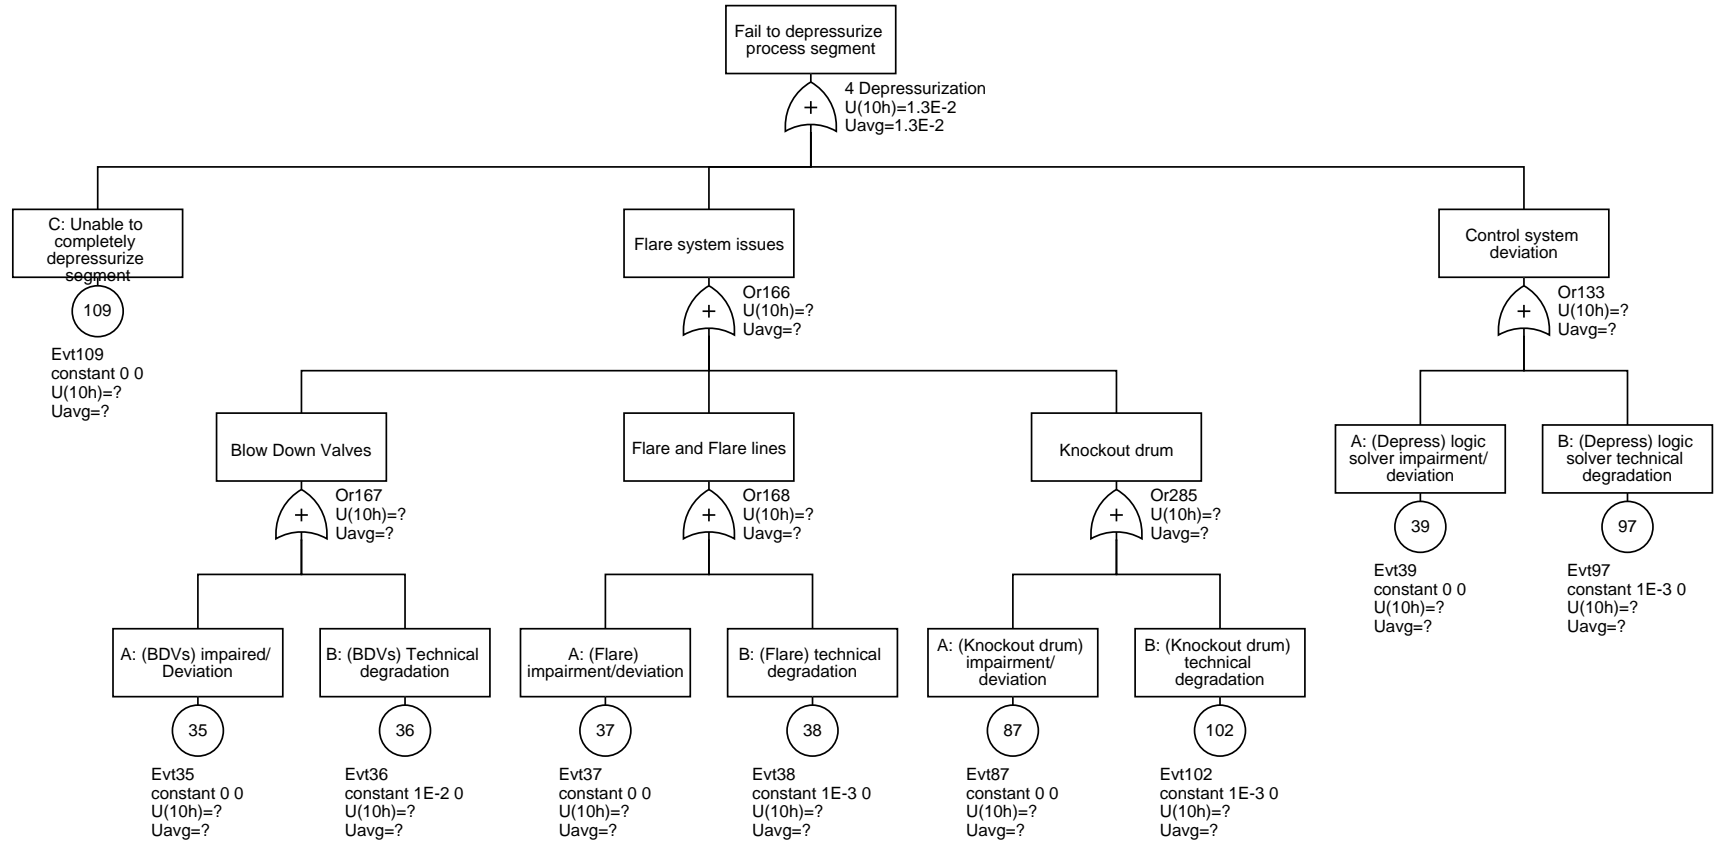 Fail to depressurize
process segment
4 Depressurization
U(10h)=1.3E-2
Uavg=1.3E-2
+
C: Unable to
completely
depressurize
segment
109
Evt109
constant 0 0
U(10h)=?
Uavg=?
Flare system issues
Or166
U(10h)=?
Uavg=?
+
Control system
deviation
Or133
U(10h)=?
Uavg=?
+
Blow Down Valves
Or167
U(10h)=?
Uavg=?
+
Flare and Flare lines
Or168
U(10h)=?
Uavg=?
+
Knockout drum
Or285
U(10h)=?
Uavg=?
+
A: (Depress) logic
solver impairment/
deviation
39
Evt39
constant 0 0
U(10h)=?
Uavg=?
B: (Depress) logic
solver technical
degradation
97
Evt97
constant 1E-3 0
U(10h)=?
Uavg=?
A: (BDVs) impaired/
Deviation
35
Evt35
constant 0 0
U(10h)=?
Uavg=?
B: (BDVs) Technical
degradation
36
Evt36
constant 1E-2 0
U(10h)=?
Uavg=?
A: (Flare)
impairment/deviation
37
Evt37
constant 0 0
U(10h)=?
Uavg=?
B: (Flare) technical
degradation
38
Evt38
constant 1E-3 0
U(10h)=?
Uavg=?
A: (Knockout drum)
impairment/
deviation
87
Evt87
constant 0 0
U(10h)=?
Uavg=?
B: (Knockout drum)
technical
degradation
102
Evt102
constant 1E-3 0
U(10h)=?
Uavg=?